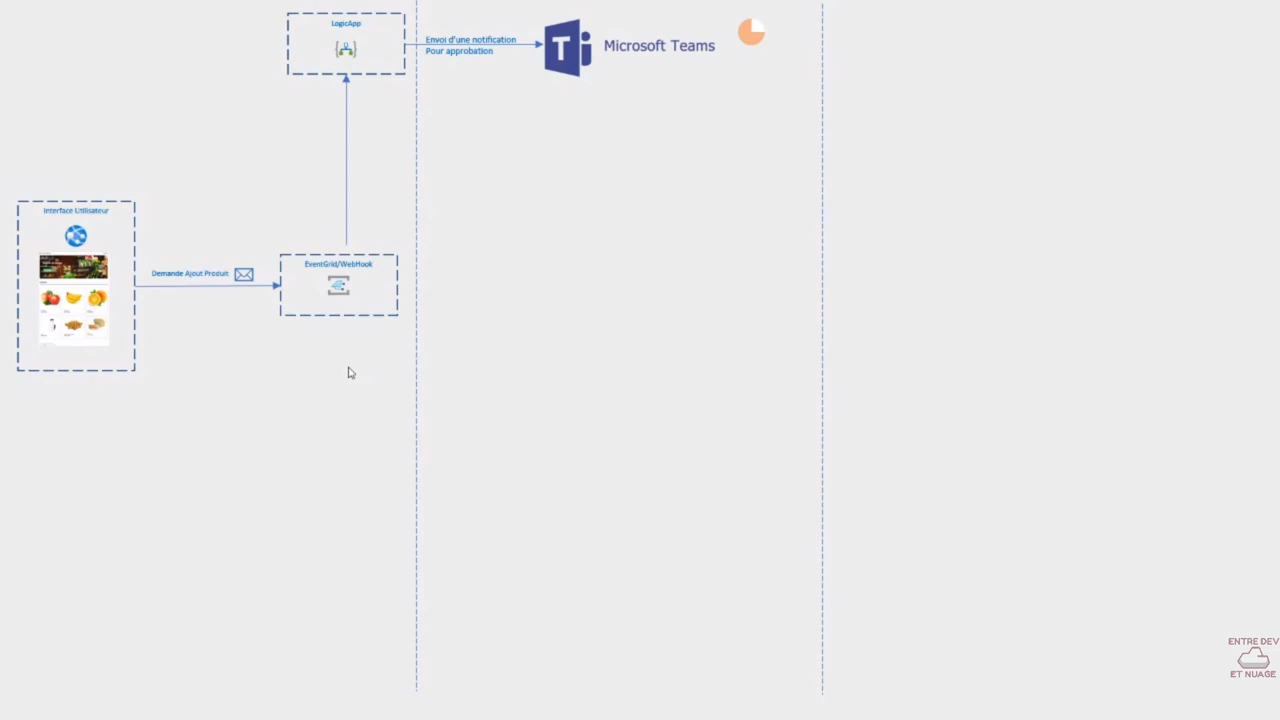 LogicApp
Envoi d'une notification
Pour approbation
Microsoft Teams
Interface Utilisateur
Demande Ajout Produit
EventGrid/WebHook
ENTRE DEV
ET NUAGE